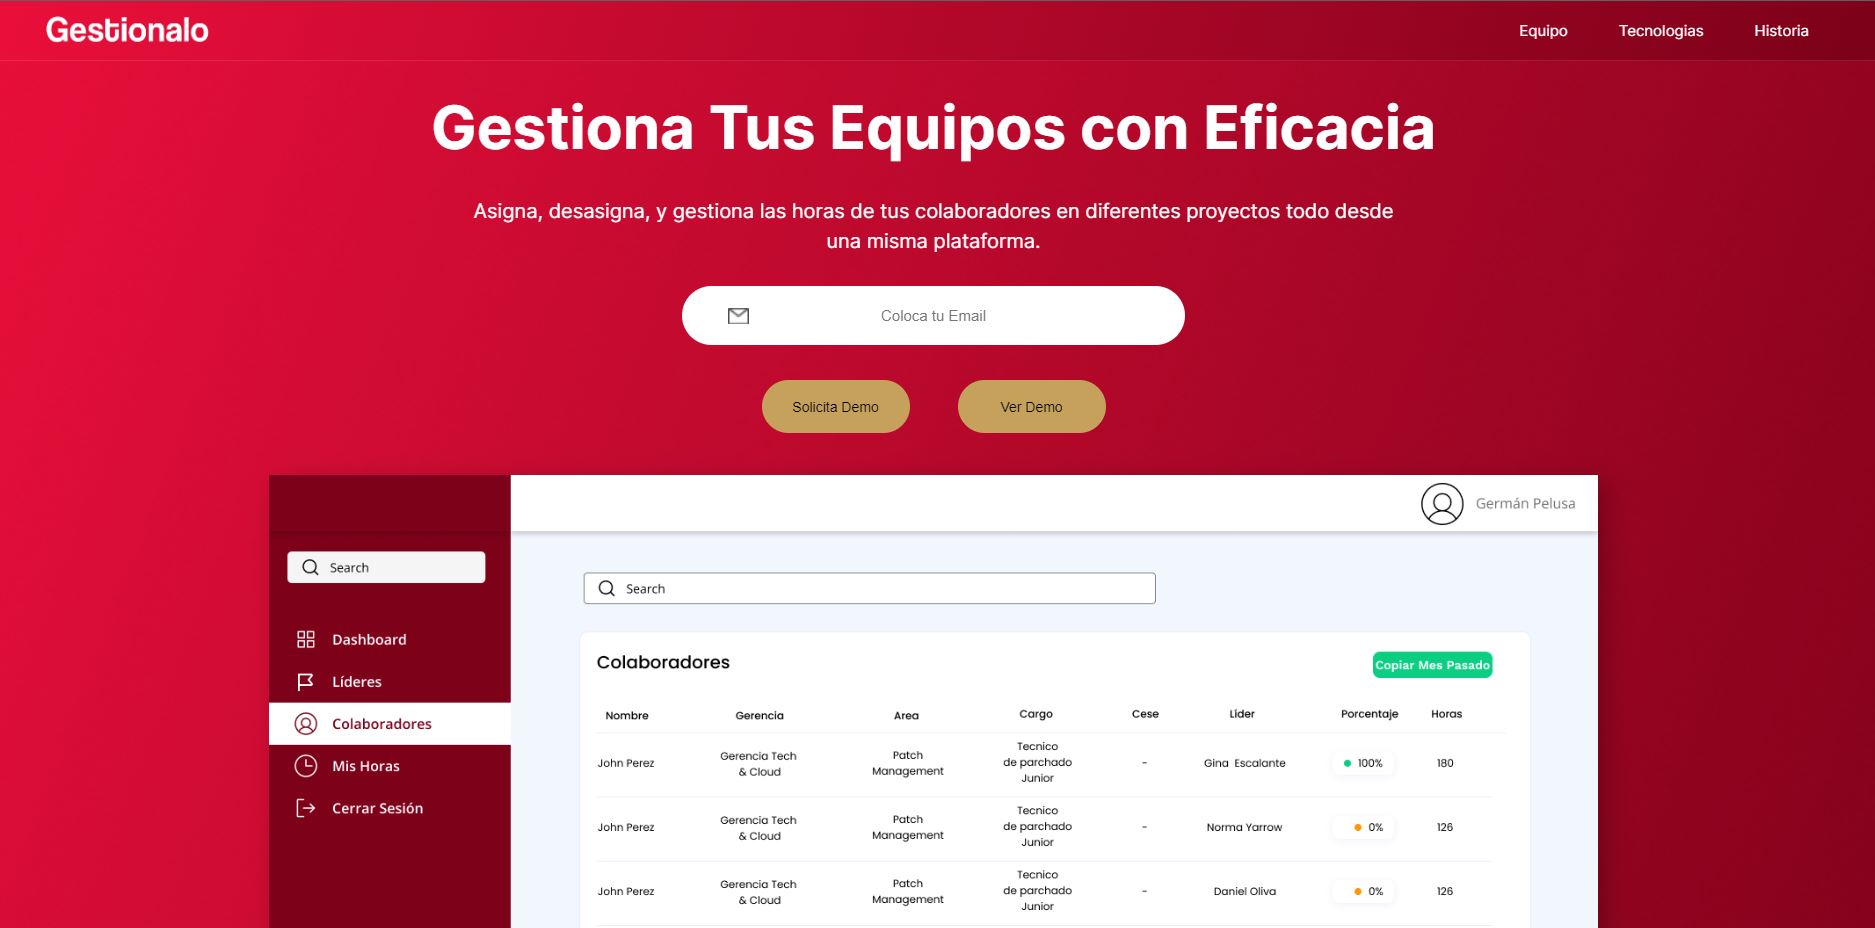 Gestionalo
Equipo Tecnologias Historia
Gestiona Tus Equipos con Eficacia
Asigna, desasigna, y gestiona las horas de tus colaboradores en diferentes proyectos todo desde
una misma plataforma.
Coloca tu Email
Solicita Demo Ver Demo
Germán Pelusa
Search
Dashboard
Líderes
Colaboradores
Mis Horas
Cerrar Sesión
Search
Colaboradores
Copiar Mes Pasado
Nombre Gerencia Area Cargo Cese Líder Porcentaje Horas
John Perez
Gerencia Tech
& Cloud
Patch
Management
Tecnico
de parchado
Junior
-
Gina Escalante
100%
180
John Perez
Gerencia Tech
& Cloud
Patch
Management
Tecnico
de parchado
Junior
-
Norma Yarrow
0%
126
John Perez
Gerencia Tech
& Cloud
Patch
Management
Tecnico
de parchado
Junior
-
Daniel Oliva
0%
126